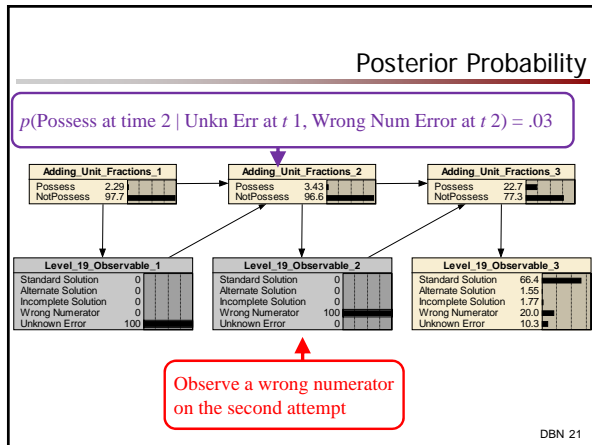 Posterior Probability
p(Possess at time 2 | Unkn Err at t 1, Wrong Num Error at t 2) = .03
Adding_Unit_Fractions_1
Possess 2.29
NotPossess 97.7
Adding_Unit_Fractions_2
Possess 3.43
NotPossess 96.6
Adding_Unit_Fractions_3
Possess 22.7
NotPossess 77.3
Level_19_Observable_1
Standard Solution 0
Alternate Solution 0
Incomplete Solution 0
Wrong Numerator 0
Unknown Error 100
Level_19_Observable_2
Standard Solution 0
Alternate Solution 0
Incomplete Solution 0
Wrong Numerator 100
Unknown Error 0
Level_19_Observable_3
Standard Solution 66.4
Alternate Solution 1.55
Incomplete Solution 1.77
Wrong Numerator 20.0
Unknown Error 10.3
Observe a wrong numerator
on the second attempt
DBN 21